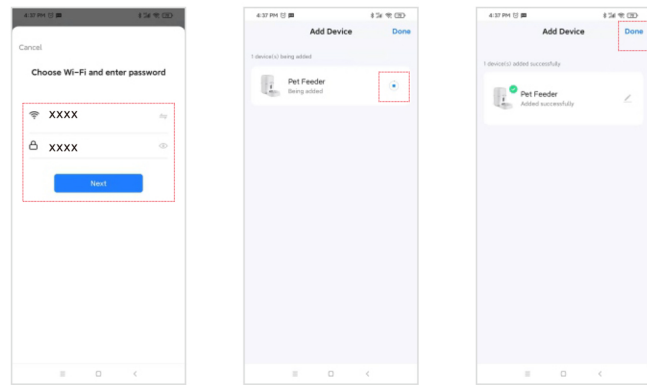 4:37 PM
Cancel
Choose Wi-Fi and enter password
XXXX
XXXX
Next
4:37 PM
Add Device
Done
1 device(s) being added
Pet Feeder
Being added
4:37 PM
Add Device
Done
1 device(s) added successfully
Pet Feeder
Added successfully